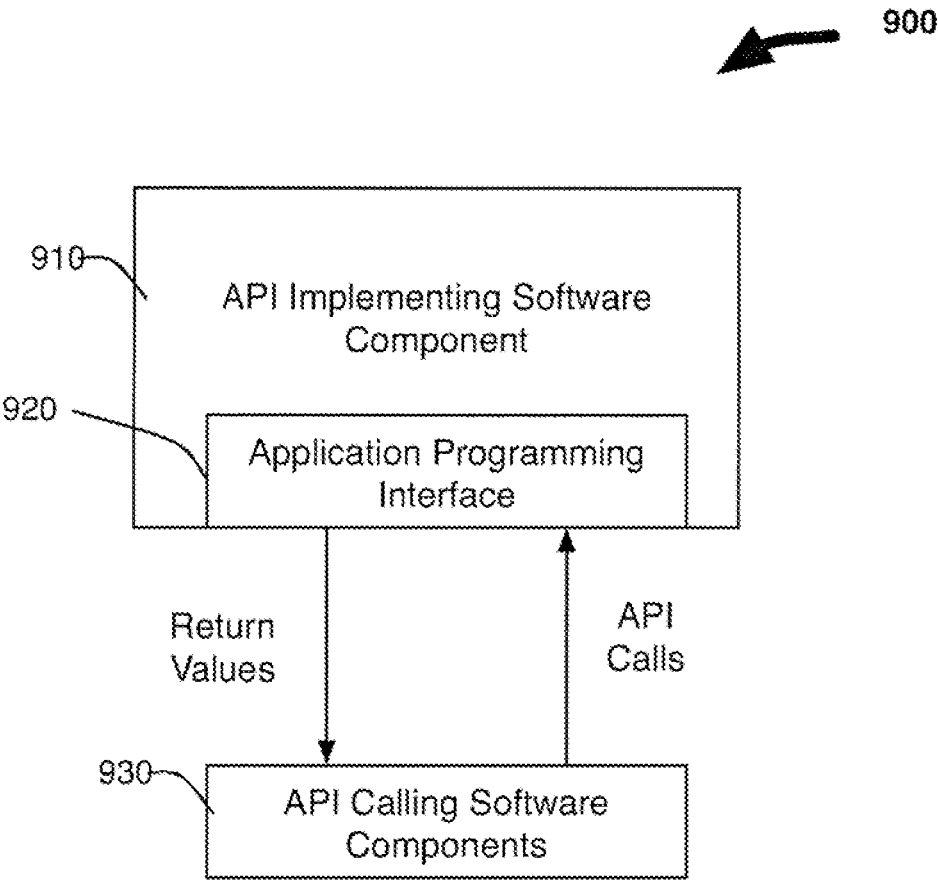 900
910
API Implementing Software
Component
920
Application Programming
Interface
Return
Values
API
Calls
930
API Calling Software
Components